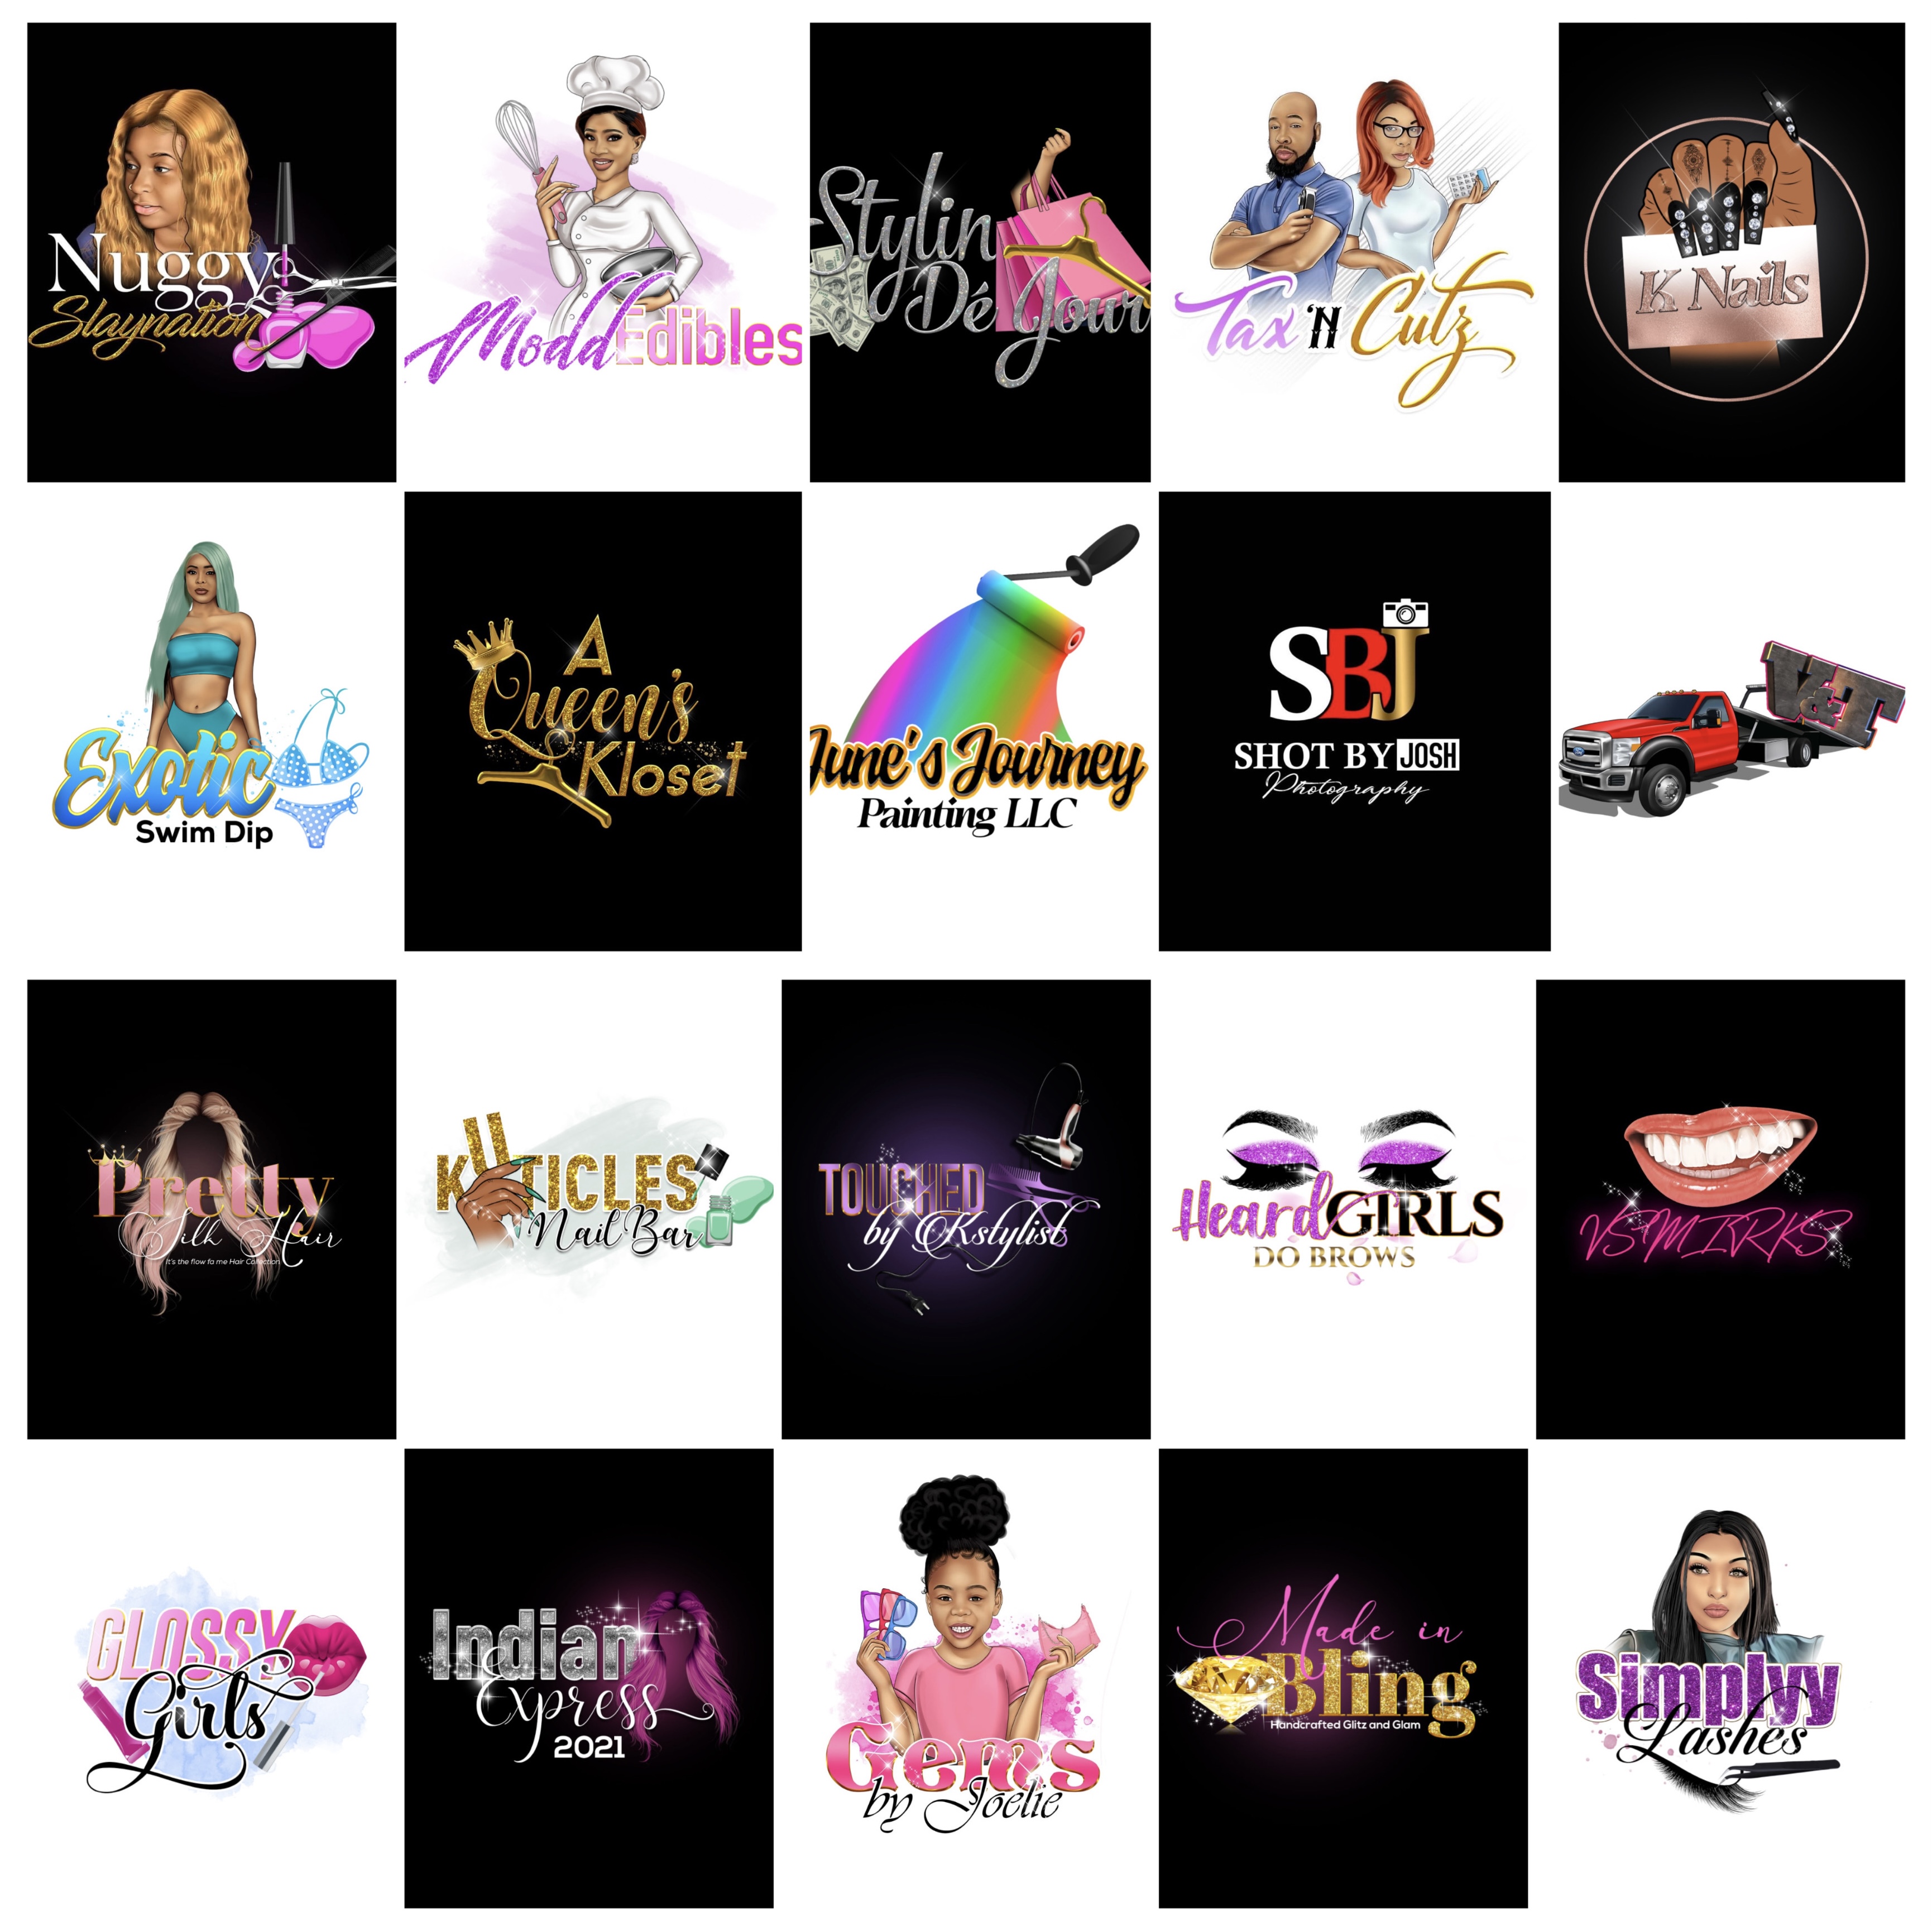 Nuggy
Slaynation
ModdEdibles
Stylin
Dé Jour
Tax 'N Cutz
K Nails
Exotic
Swim Dip
A
Queen's
Kloset
June's Journey
Painting LLC
SBJ
SHOT BY JOSH
Photography
V&T
Pretty
Silk Hair
It's the flow fa me Hair Collection
KUTICLES
Nail Bar
TOUCHED
by Kstylist
HeardGIRLS
DO BROWS
VSMIRKS
GLOSSY
Girls
Indian
Express
2021
Gems
by Joelie
Made in
Bling
Handcrafted Glitz and Glam
Simplyy
Lashes